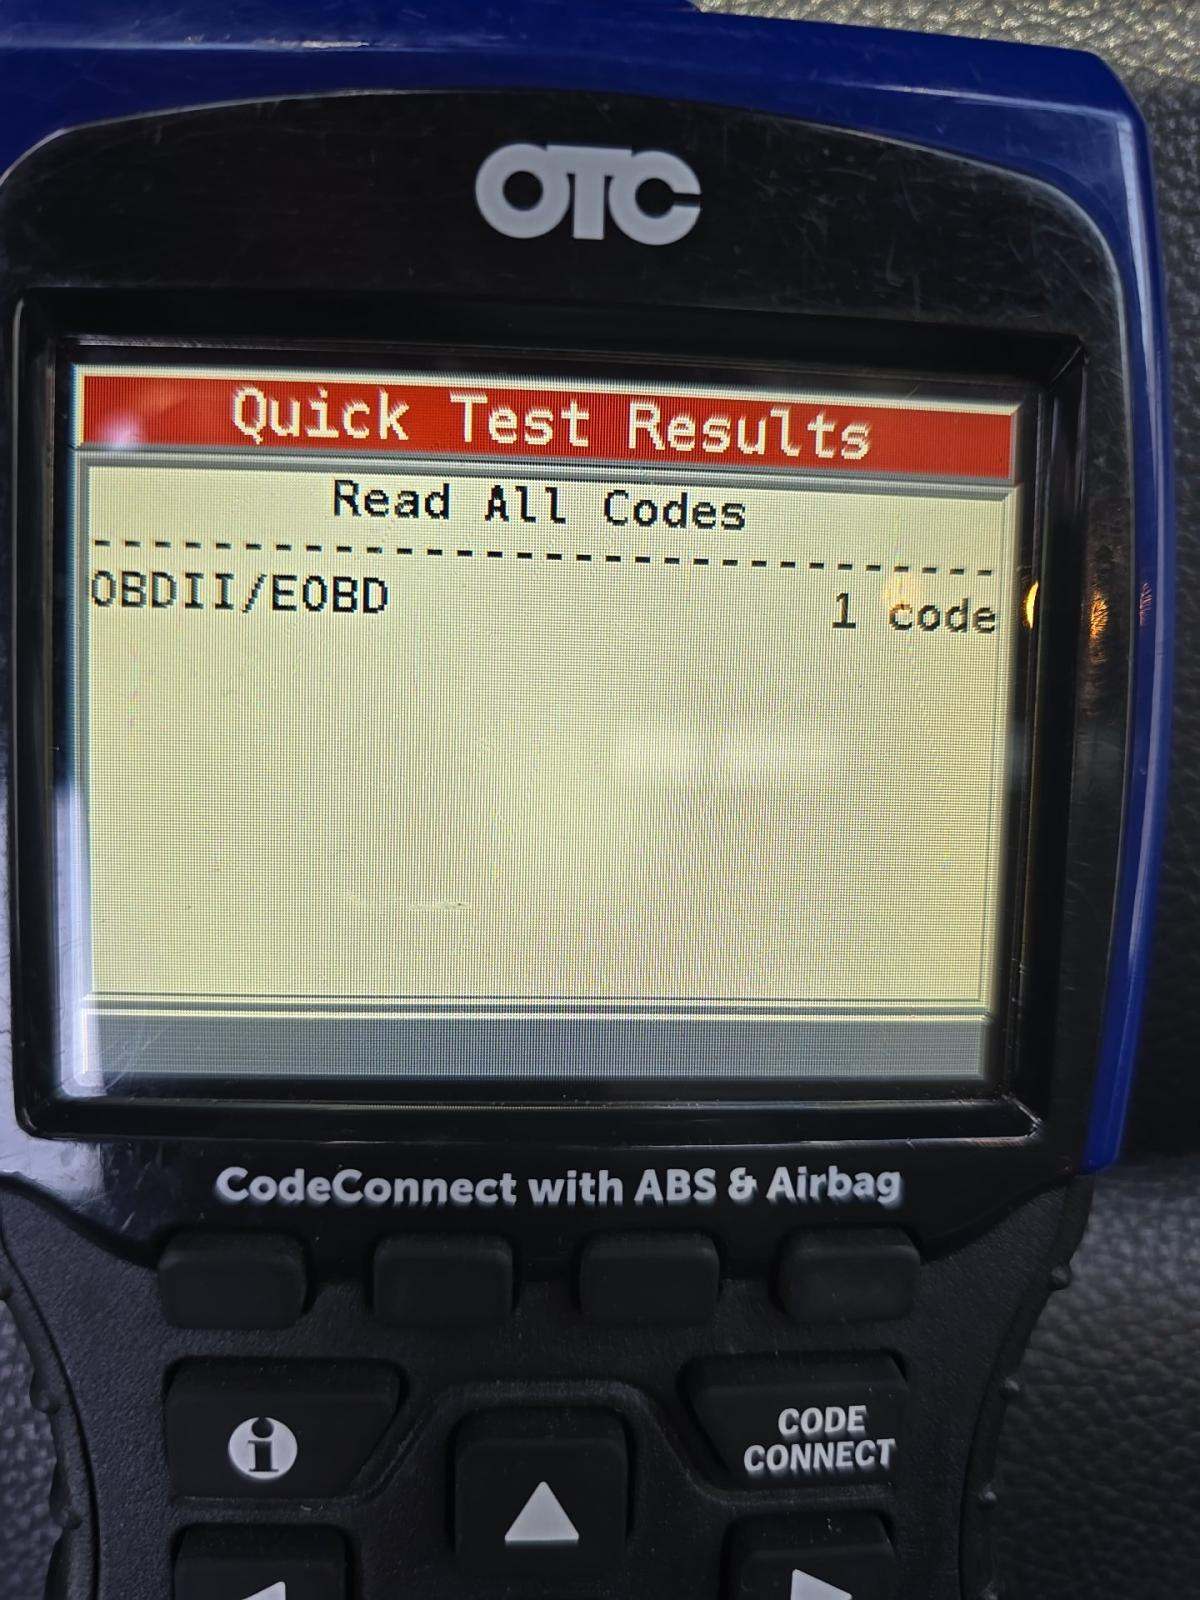 OTC
Quick Test Results
Read All Codes
--------------------------------
OBDII/EOBD 1 code
CodeConnect with ABS & Airbag
i
CODE
CONNECT